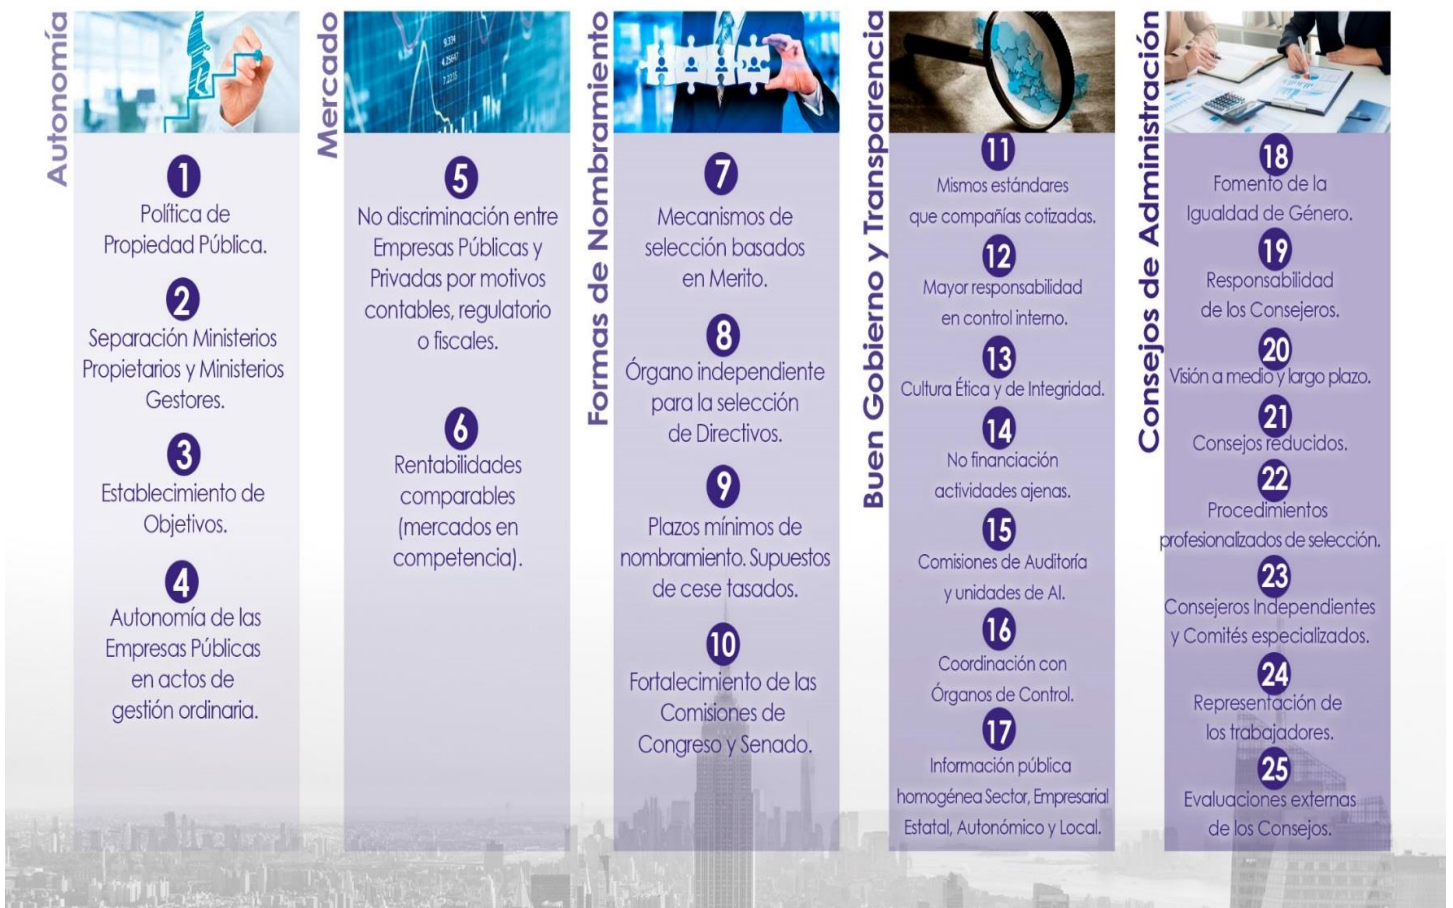 Autonomía
1
Política de
Propiedad Pública.
2
Separación Ministerios
Propietarios y Ministerios
Gestores.
3
Establecimiento de
Objetivos.
4
Autonomía de las
Empresas Públicas
en actos de
gestión ordinaria.
Mercado
9.334
4.25647
7.2235
5
No discriminación entre
Empresas Públicas y
Privadas por motivos
contables, regulatorio
o fiscales.
6
Rentabilidades
comparables
(mercados en
competencia).
Formas de Nombramiento
7
Mecanismos de
selección basados
en Merito.
8
Órgano independiente
para la selección
de Directivos.
9
Plazos mínimos de
nombramiento. Supuestos
de cese tasados.
10
Fortalecimiento de las
Comisiones de
Congreso y Senado.
Buen Gobierno y Transparencia
11
Mismos estándares
que compañías cotizadas.
12
Mayor responsabilidad
en control interno.
13
Cultura Ética y de Integridad.
14
No financiación
actividades ajenas.
15
Comisiones de Auditoría
y unidades de AI.
16
Coordinación con
Órganos de Control.
17
Información pública
homogénea Sector, Empresarial
Estatal, Autonómico y Local.
Consejos de Administración
18
Fomento de la
Igualdad de Género.
19
Responsabilidad
de los Consejeros.
20
Visión a medio y largo plazo.
21
Consejos reducidos.
22
Procedimientos
profesionalizados de selección.
23
Consejeros Independientes
y Comités especializados.
24
Representación de
los trabajadores.
25
Evaluaciones externas
de los Consejos.